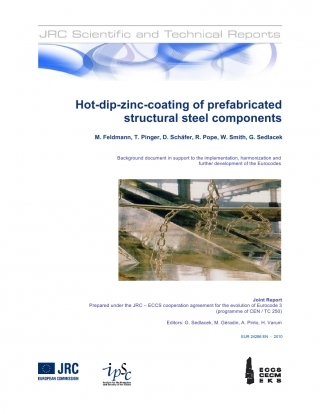 JRC Scientific and Technical Reports
Hot-dip-zinc-coating of prefabricated
structural steel components
M. Feldmann, T. Pinger, D. Schäfer, R. Pope, W. Smith, G. Sedlacek
Background document in support to the implementation, harmonization and
further development of the Eurocodes
Joint Report
Prepared under the JRC – ECCS cooperation agreement for the evolution of Eurocode 3
(programme of CEN / TC 250)
Editors: G. Sedlacek, M. Géradin, A. Pinto, H. Varum
EUR 24286 EN - 2010
JRC
EUROPEAN COMMISSION
ipsc
ECCS
CECM
EKS